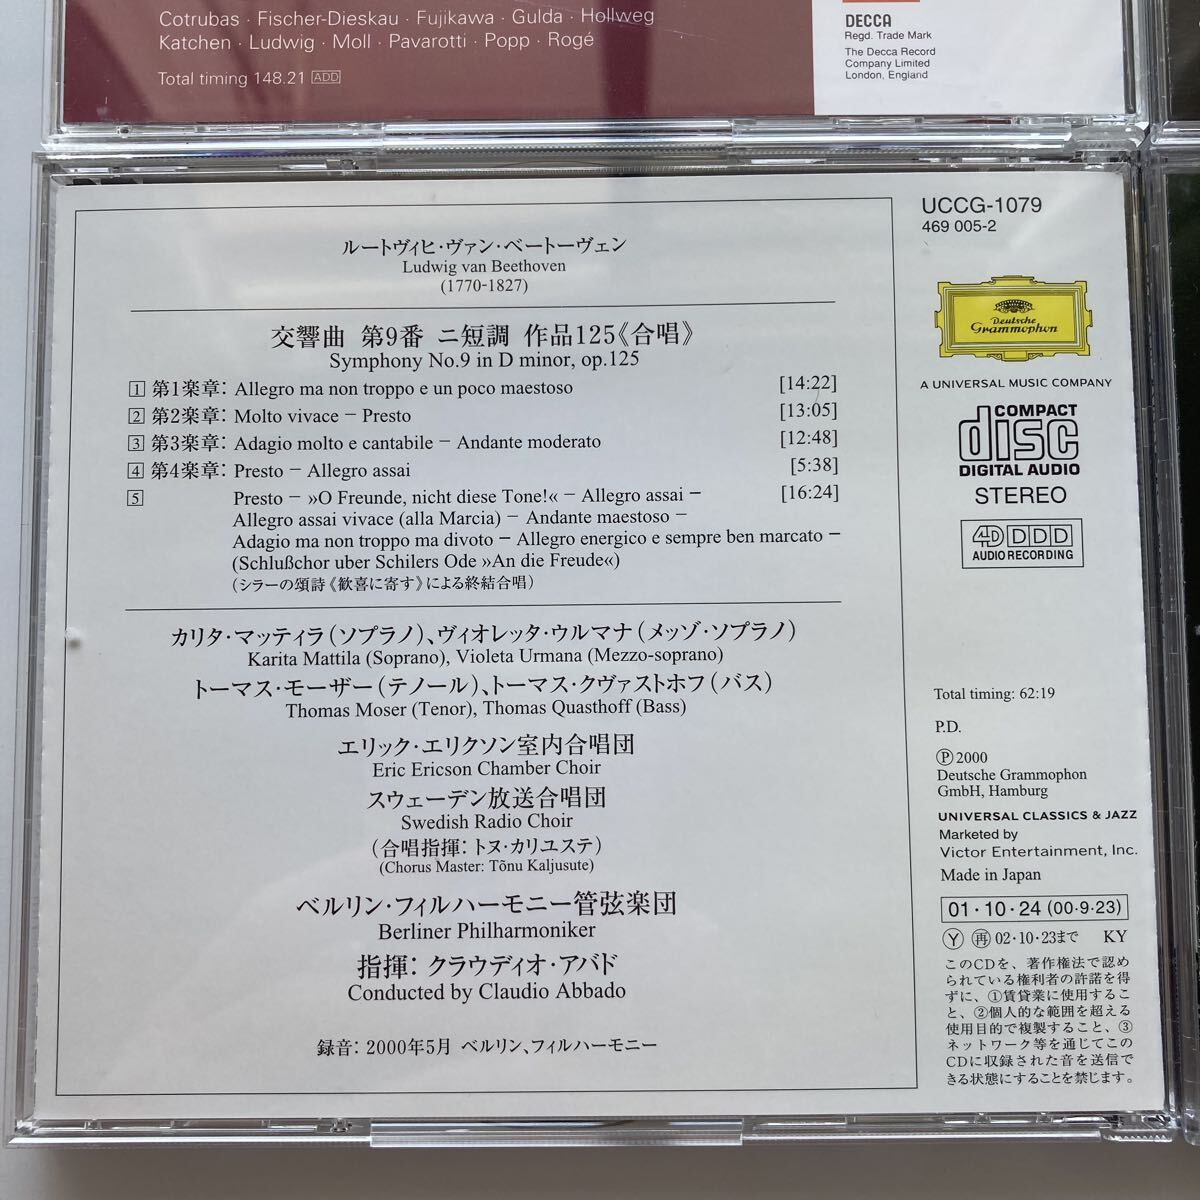 Cotrubas · Fischer-Dieskau · Fujikawa · Gulda · Hollweg
Katchen · Ludwig · Moll · Pavarotti · Popp · Rogé
Total timing 148.21 ADD
DECCA
Regd. Trade Mark
The Decca Record
Company Limited
London, England
ルートヴィヒ・ヴァン・ベートーヴェン
Ludwig van Beethoven
(1770-1827)
交響曲 第9番 ニ短調 作品125《合唱》
Symphony No.9 in D minor, op.125
1 第1楽章: Allegro ma non troppo e un poco maestoso [14:22]
2 第2楽章: Molto vivace – Presto [13:05]
3 第3楽章: Adagio molto e cantabile – Andante moderato [12:48]
4 第4楽章: Presto – Allegro assai [5:38]
5 Presto – »O Freunde, nicht diese Tone!« – Allegro assai – [16:24]
Allegro assai vivace (alla Marcia) – Andante maestoso –
Adagio ma non troppo ma divoto – Allegro energico e sempre ben marcato –
(Schlußchor uber Schilers Ode »An die Freude«)
(シラーの頌詩《歓喜に寄す》による終結合唱)
カリタ・マッティラ(ソプラノ)、ヴィオレッタ・ウルマナ(メッゾ・ソプラノ)
Karita Mattila (Soprano), Violeta Urmana (Mezzo-soprano)
トーマス・モーザー(テノール)、トーマス・クヴァストホフ(バス)
Thomas Moser (Tenor), Thomas Quasthoff (Bass)
エリック・エリクソン室内合唱団
Eric Ericson Chamber Choir
スウェーデン放送合唱団
Swedish Radio Choir
(合唱指揮: トヌ・カリユステ)
(Chorus Master: Tõnu Kaljusute)
ベルリン・フィルハーモニー管弦楽団
Berliner Philharmoniker
指揮: クラウディオ・アバド
Conducted by Claudio Abbado
録音: 2000年5月 ベルリン、フィルハーモニー
UCCG-1079
469 005-2
Deutsche
Grammophon
A UNIVERSAL MUSIC COMPANY
COMPACT
disc
DIGITAL AUDIO
STEREO
4D DDD
AUDIO RECORDING
Total timing: 62:19
P.D.
Ⓟ2000
Deutsche Grammophon
GmbH, Hamburg
UNIVERSAL CLASSICS & JAZZ
Marketed by
Victor Entertainment, Inc.
Made in Japan
01・10・24 (00・9・23)
Ⓨ 再 02・10・23まで KY
このCDを、著作権法で認め
られている権利者の許諾を得
ずに、①賃貸業に使用するこ
と、②個人的な範囲を超える
使用目的で複製すること、③
ネットワーク等を通じてこの
CDに収録された音を送信で
きる状態にすることを禁じます。